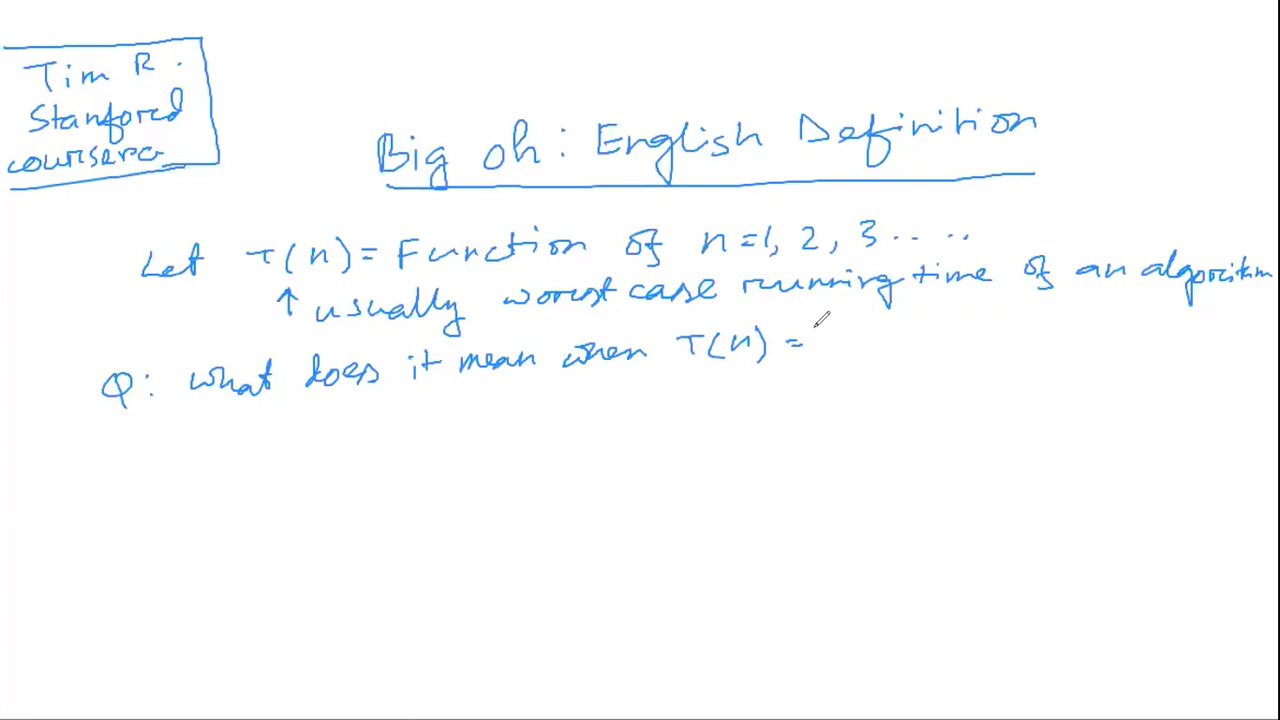 Tim R.
Stanford
coursera
Big oh: English Definition
Let T(n) = Function of n = 1, 2, 3 . . . .
↑ usually worst case running time of an algorithm
Q: what does it mean when T(n) =